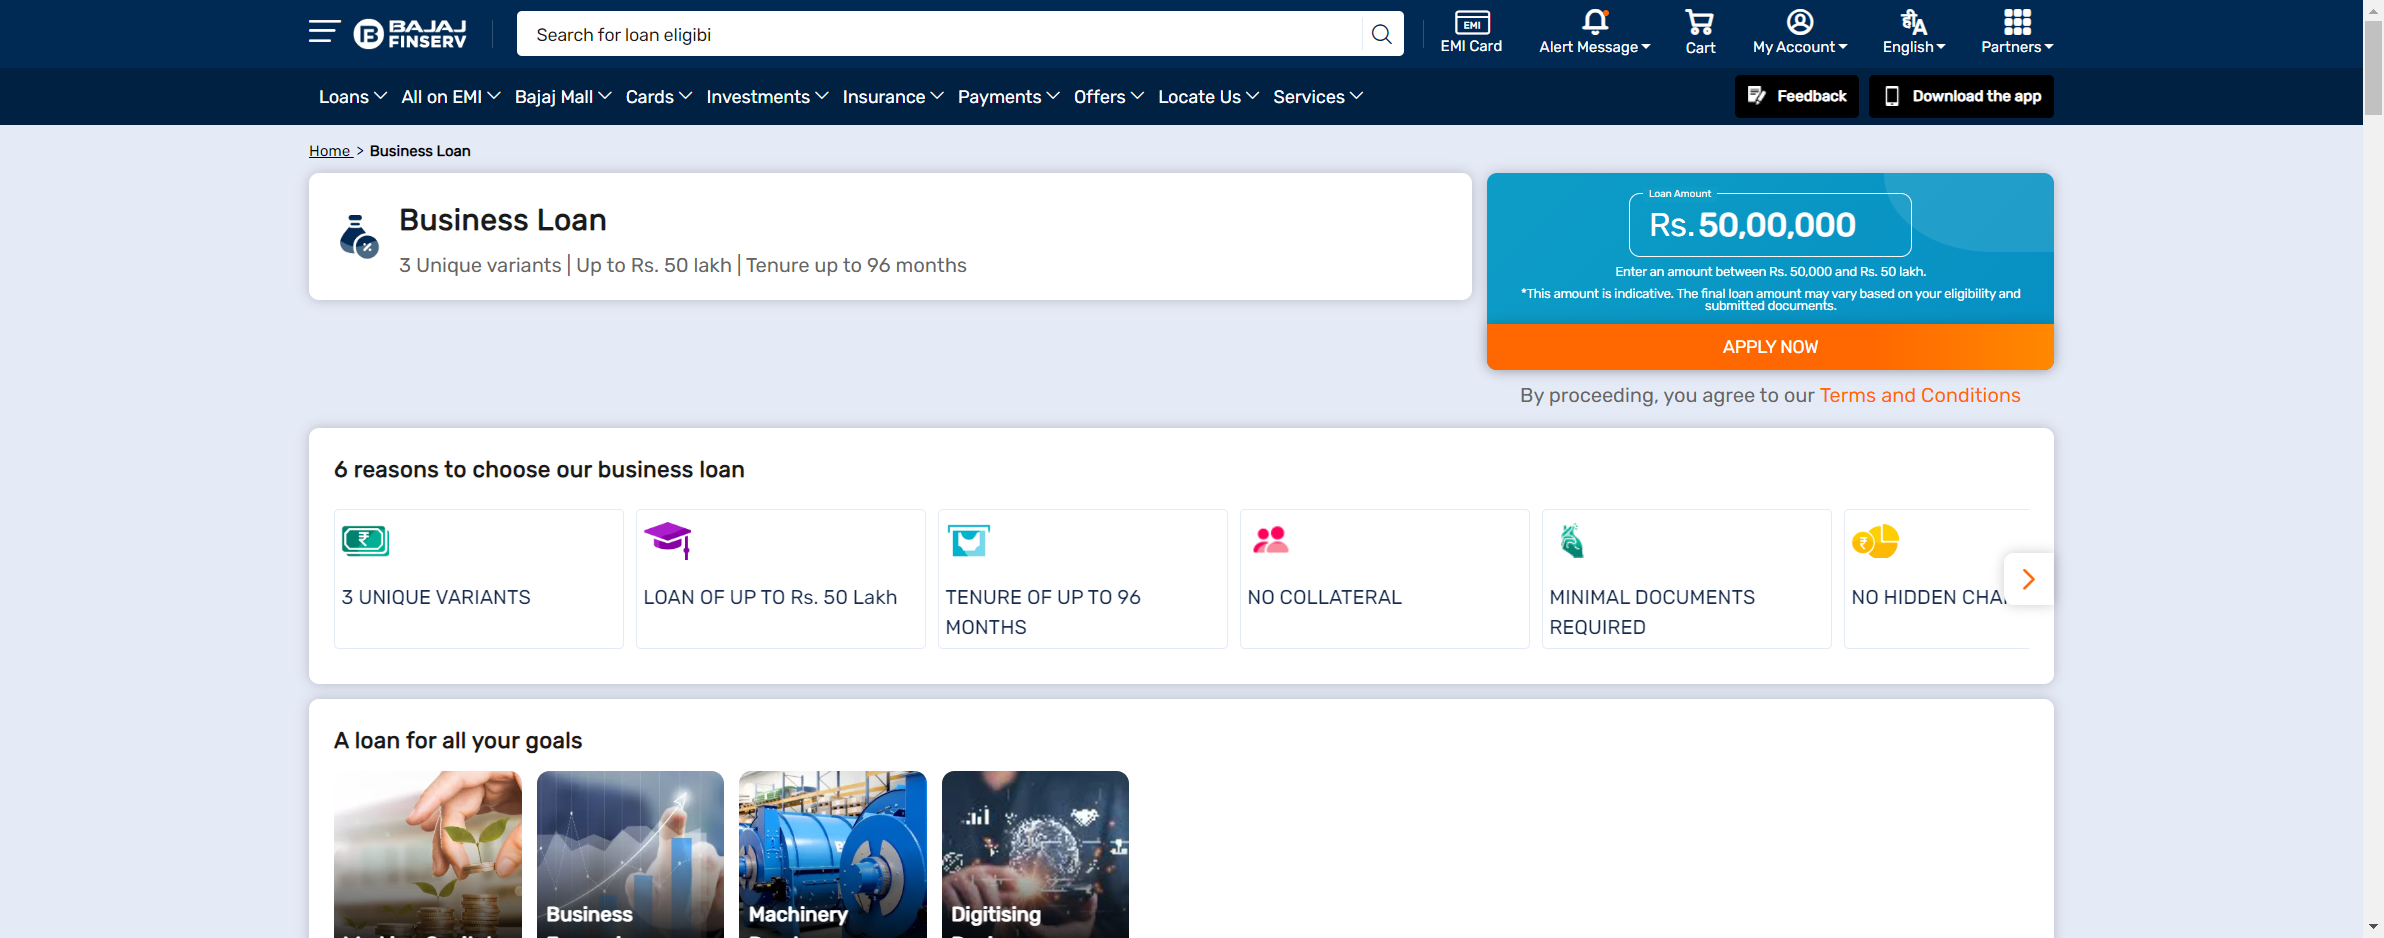 BAJAJ
FINSERV
Search for loan eligibi
EMI
EMI Card
Alert Message
Cart
My Account
हीA
English
Partners
Loans
All on EMI
Bajaj Mall
Cards
Investments
Insurance
Payments
Offers
Locate Us
Services
Feedback
Download the app
Home > Business Loan
Business Loan
3 Unique variants | Up to Rs. 50 lakh | Tenure up to 96 months
Loan Amount
Rs. 50,00,000
Enter an amount between Rs. 50,000 and Rs. 50 lakh.
*This amount is indicative. The final loan amount may vary based on your eligibility and
submitted documents.
APPLY NOW
By proceeding, you agree to our Terms and Conditions
6 reasons to choose our business loan
3 UNIQUE VARIANTS
LOAN OF UP TO Rs. 50 Lakh
TENURE OF UP TO 96
MONTHS
NO COLLATERAL
MINIMAL DOCUMENTS
REQUIRED
NO HIDDEN
A loan for all your goals
Business
Machinery
Digitising